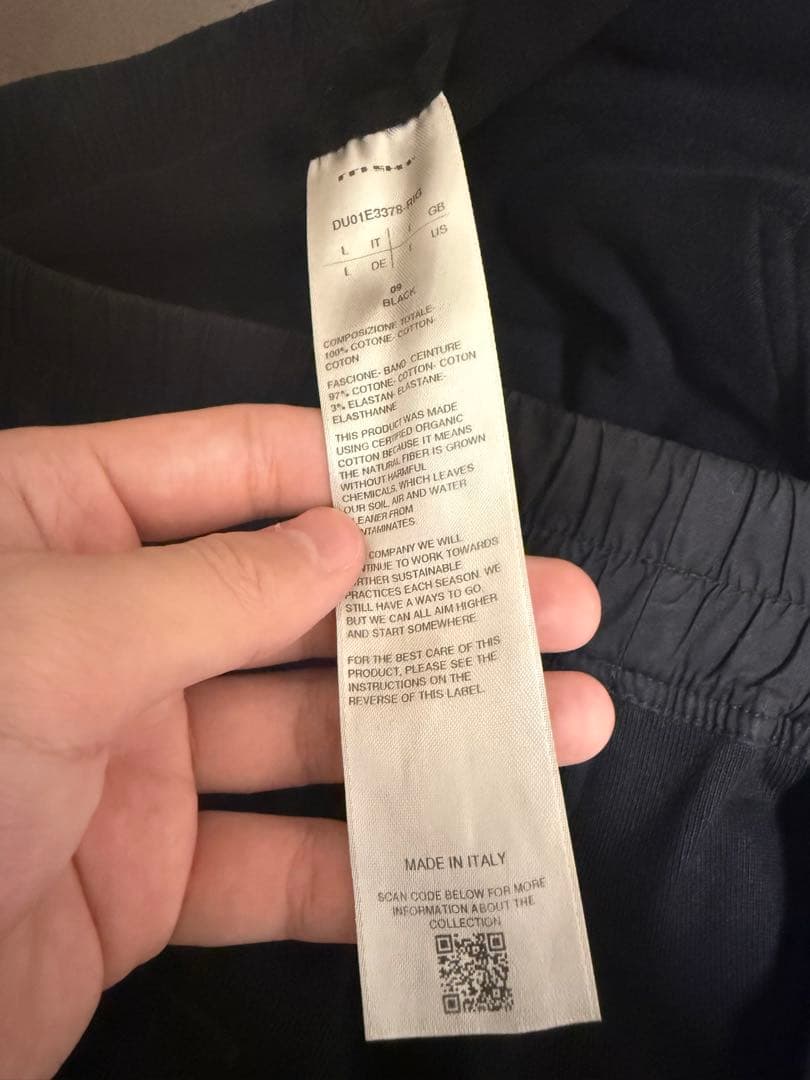 DU01E3378-RIG
L IT GB
L DE US
09
BLACK
COMPOSIZIONE TOTALE-
100% COTONE- COTTON-
COTON
FASCIONE- BAND CEINTURE
97% COTONE- COTTON- COTON
3% ELASTAN- ELASTANE-
ELASTHANNE
THIS PRODUCT WAS MADE
USING CERTIFIED ORGANIC
COTTON BECAUSE IT MEANS
THE NATURAL FIBER IS GROWN
WITHOUT HARMFUL
CHEMICALS, WHICH LEAVES
OUR SOIL, AIR AND WATER
LEANER FROM
NTAMINATES.
COMPANY WE WILL
NTINUE TO WORK TOWARDS
RTHER SUSTAINABLE
PRACTICES EACH SEASON. WE
STILL HAVE A WAYS TO GO,
BUT WE CAN ALL AIM HIGHER
AND START SOMEWHERE.
FOR THE BEST CARE OF THIS
PRODUCT, PLEASE SEE THE
INSTRUCTIONS ON THE
REVERSE OF THIS LABEL.
MADE IN ITALY
SCAN CODE BELOW FOR MORE
INFORMATION ABOUT THE
COLLECTION